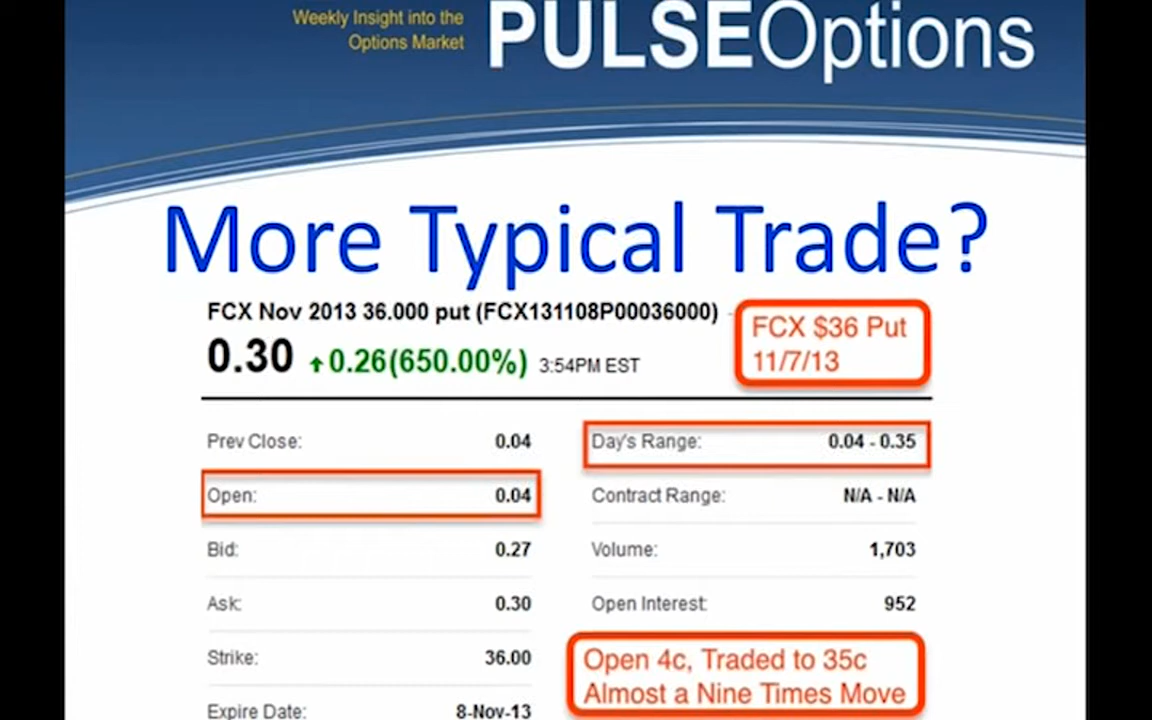 Weekly Insight into the
Options Market
PULSEOptions
More Typical Trade?
FCX Nov 2013 36.000 put (FCX131108P00036000)
0.30 0.26(650.00%) 3:54PM EST
FCX $36 Put
11/7/13
Prev Close: 0.04
Day's Range: 0.04 - 0.35
Open: 0.04
Contract Range: N/A - N/A
Bid: 0.27
Volume: 1,703
Ask: 0.30
Open Interest: 952
Strike: 36.00
Expire Date: 8-Nov-13
Open 4c, Traded to 35c
Almost a Nine Times Move